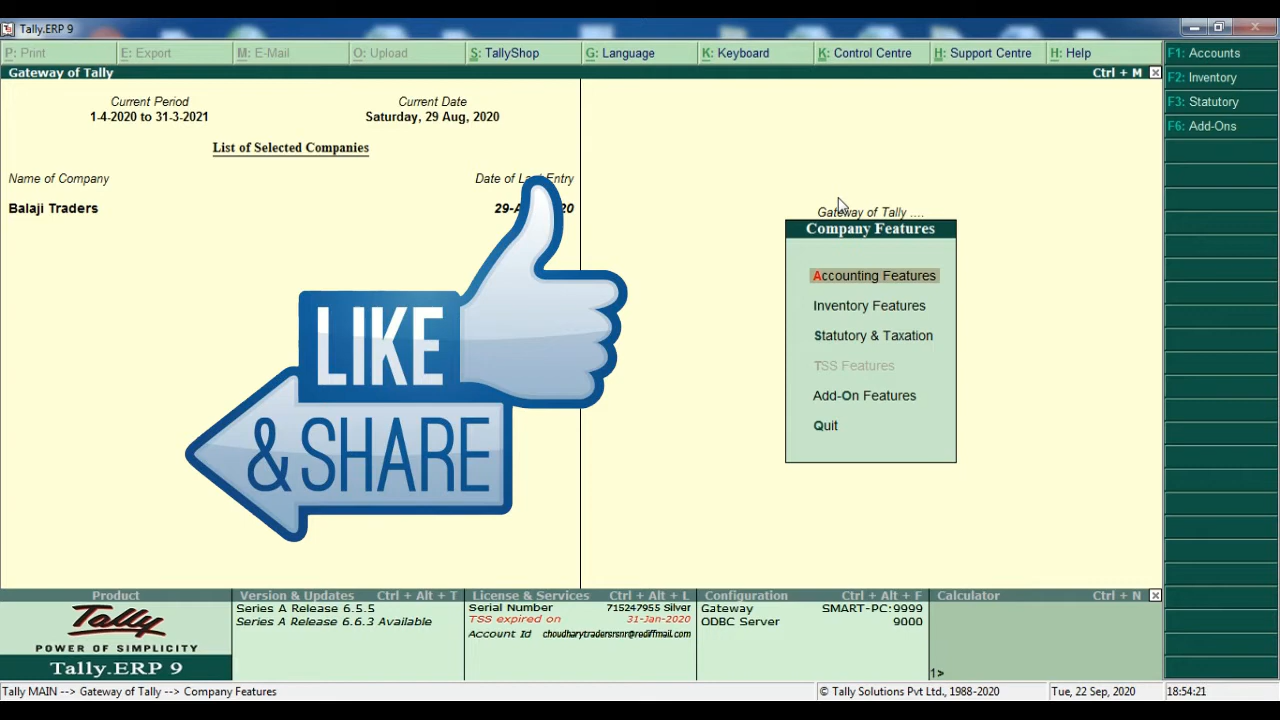 Tally.ERP 9
P: Print
E: Export
M: E-Mail
O: Upload
S: TallyShop
G: Language
K: Keyboard
K: Control Centre
H: Support Centre
H: Help
F1: Accounts
F2: Inventory
F3: Statutory
F6: Add-Ons
Gateway of Tally
Ctrl + M
Current Period
1-4-2020 to 31-3-2021
Current Date
Saturday, 29 Aug, 2020
List of Selected Companies
Name of Company
Date of Entry
Balaji Traders
LIKE
& SHARE
Gateway of Tally ....
Company Features
Accounting Features
Inventory Features
Statutory & Taxation
TSS Features
Add-On Features
Quit
Product
Tally
POWER OF SIMPLICITY
Tally.ERP 9
Version & Updates Ctrl + Alt + T
Series A Release 6.5.5
Series A Release 6.6.3 Available
License & Services Ctrl + Alt + L
Serial Number 715247955 Silver
TSS expired on 31-Jan-2020
Account Id choudharytradersrsnr@rediffmail.com
Configuration Ctrl + Alt + F
Gateway SMART-PC:9999
ODBC Server 9000
Calculator Ctrl + N
1>
Tally MAIN --> Gateway of Tally --> Company Features
© Tally Solutions Pvt Ltd., 1988-2020
Tue, 22 Sep, 2020
18:54:21